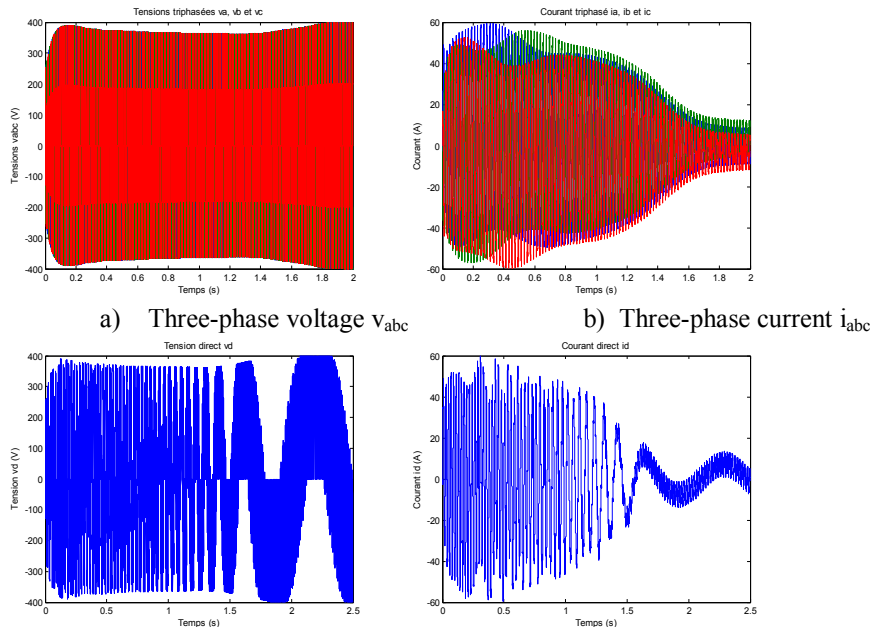 Tensions triphasées va, vb et vc
Tensions vabc (V)
400
300
200
100
0
-100
-200
-300
-400
0 0.2 0.4 0.6 0.8 1 1.2 1.4 1.6 1.8 2
Temps (s)
Courant triphasé ia, ib et ic
Courant (A)
60
40
20
0
20
40
60
0 0.2 0.4 0.6 0.8 1 1.2 1.4 1.6 1.8 2
Temps (s)
a) Three-phase voltage vabc
b) Three-phase current iabc
Tension direct vd
Tension vd (v)
400
300
200
100
0
-100
-200
-300
-400
0 0.5 1 1.5 2 2.5
Temps (s)
Courant direct id
Courant id (A)
60
40
20
0
-20
-40
-60
0 0.5 1 1.5 2 2.5
Temps (s)